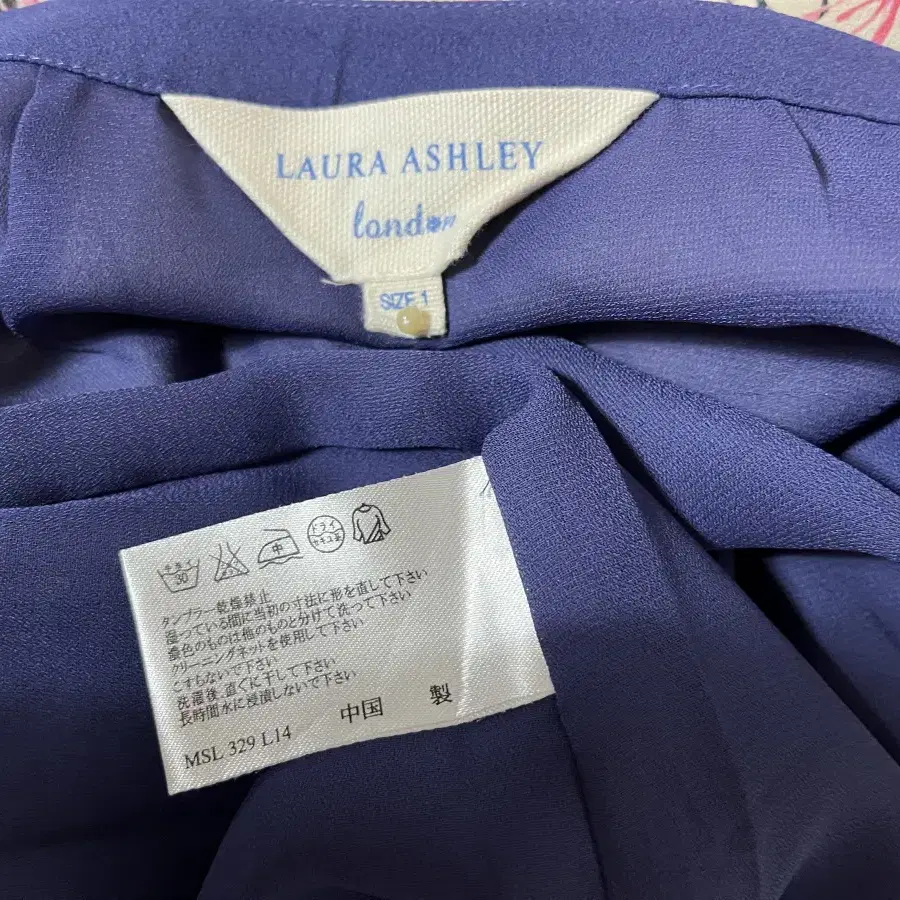 LAURA ASHLEY
london
SIZE 1
30
中
ドライ
タンブラー乾燥禁止
湿っている間に当初の寸法に形を直して下さい
濃色のものは他のものと分けて洗って下さい
クリーニングネットを使用して下さい
こすらないで下さい
洗濯後、直ぐに干して下さい
長時間水に浸漬しないで下さい
MSL 329 L14 中国 製